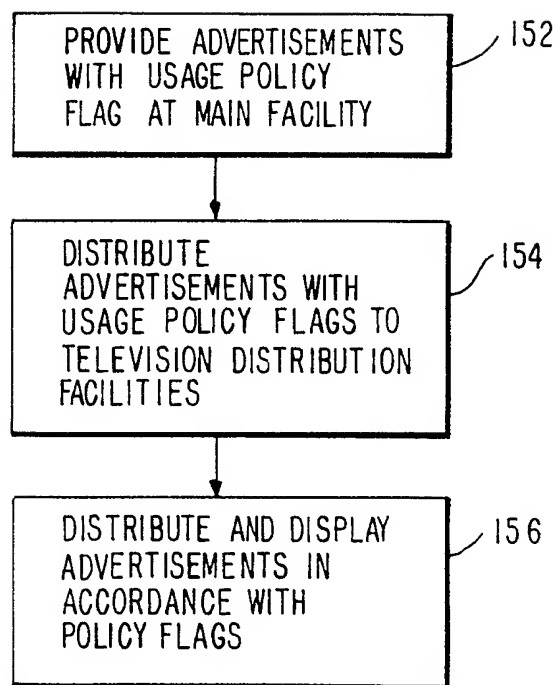 PROVIDE ADVERTISEMENTS
WITH USAGE POLICY
FLAG AT MAIN FACILITY
152
DISTRIBUTE
ADVERTISEMENTS WITH
USAGE POLICY FLAGS TO
TELEVISION DISTRIBUTION
FACILITIES
154
DISTRIBUTE AND DISPLAY
ADVERTISEMENTS IN
ACCORDANCE WITH
POLICY FLAGS
156